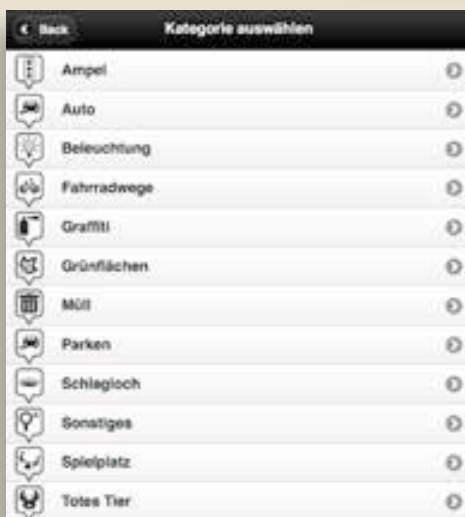 Back
Kategorie auswählen
Ampel
Auto
Beleuchtung
Fahrradwege
Graffiti
Grünflächen
Müll
Parken
Schlagloch
Sonstiges
Spielplatz
Totes Tier